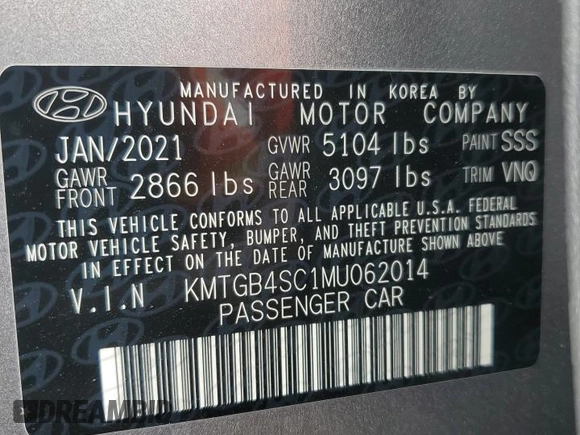 MANUFACTURED IN KOREA BY
HYUNDAI MOTOR COMPANY
JAN/2021 GVWR 5104 lbs PAINT SSS
GAWR FRONT 2866 lbs GAWR REAR 3097 lbs TRIM VNQ
THIS VEHICLE CONFORMS TO ALL APPLICABLE U.S.A. FEDERAL
MOTOR VEHICLE SAFETY, BUMPER, AND THEFT PREVENTION STANDARDS
IN EFFECT ON THE DATE OF MANUFACTURE SHOWN ABOVE
V.I.N KMTGB4SC1MU062014
PASSENGER CAR
DREAMBID